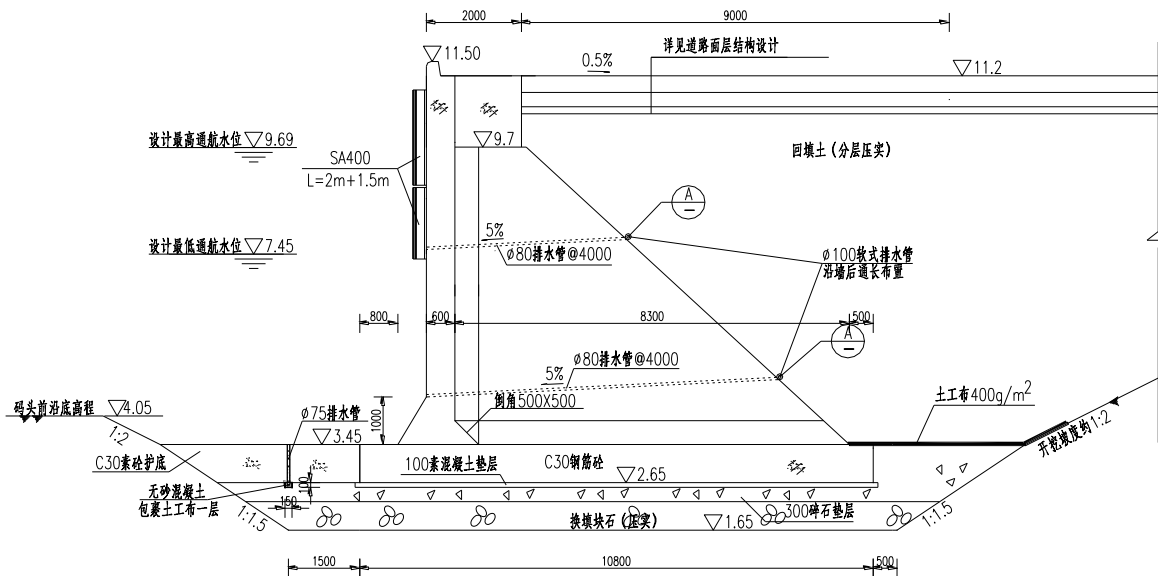 2000
9000
详见道路面层结构设计
11.50
0.5%
11.2
设计最高通航水位 9.69
9.7
回填土(分层压实)
SA400
L=2m+1.5m
A
设计最低通航水位 7.45
5%
ø80排水管@4000
ø100软式排水管
沿墙后通长布置
800
600
8300
500
A
ø80排水管@4000
5%
土工布400g/m²
码头前沿底高程 4.05
ø75排水管
1000
倒角500X500
1:2
3.45
开挖坡度约1:2
C30素砼护底
100素混凝土垫层
C30钢筋砼
2.65
无砂混凝土
包裹土工布一层
100
150
1:1.5
300碎石垫层
1:1.5
换填块石(压实)
1.65
1500
10800
500